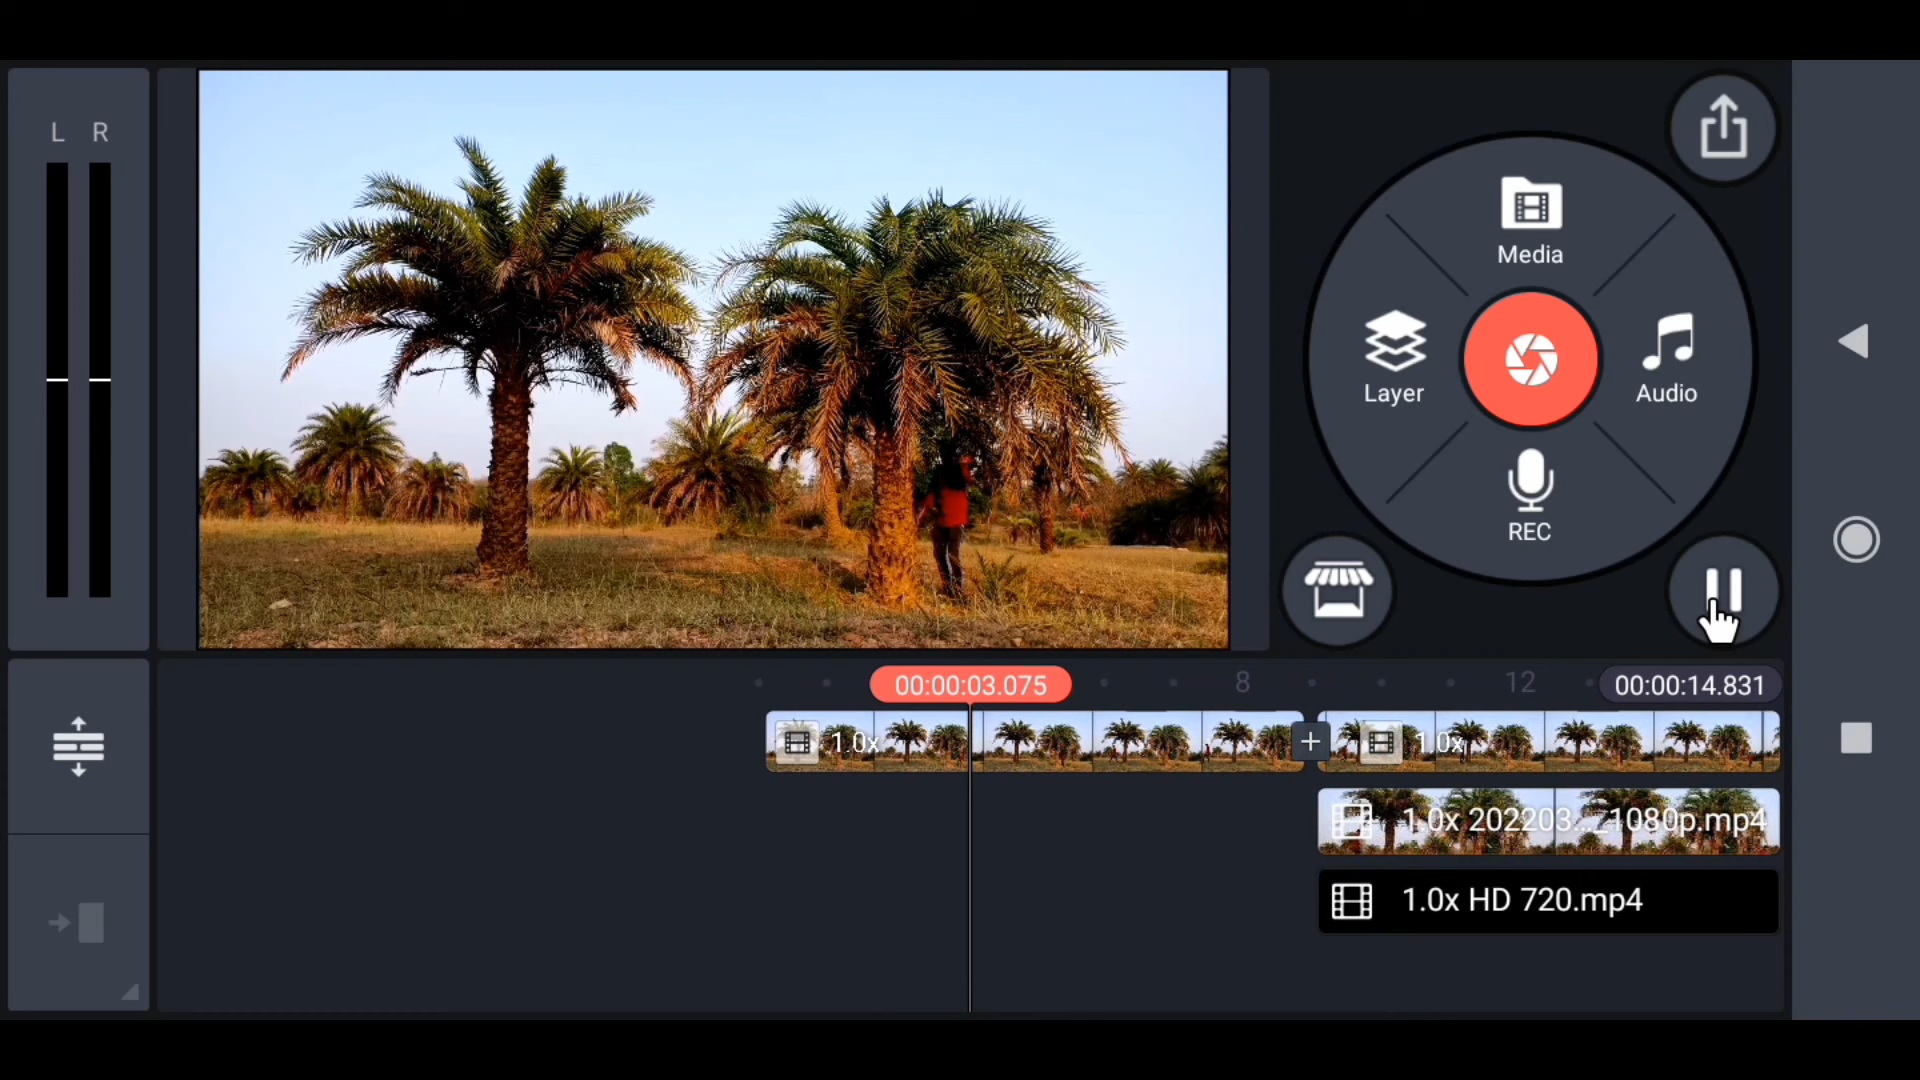 L R
Media
Layer
Audio
REC
00:00:03.075
8
12
00:00:14.831
1.0x
1.0x
1.0x 202203..._1080p.mp4
1.0x HD 720.mp4